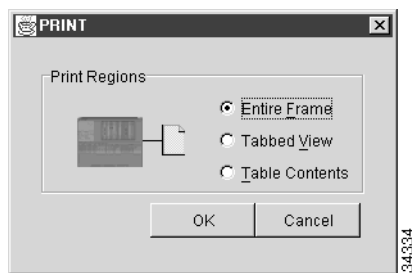 PRINT
Print Regions
Entire Frame
Tabbed View
Table Contents
OK
Cancel
34334